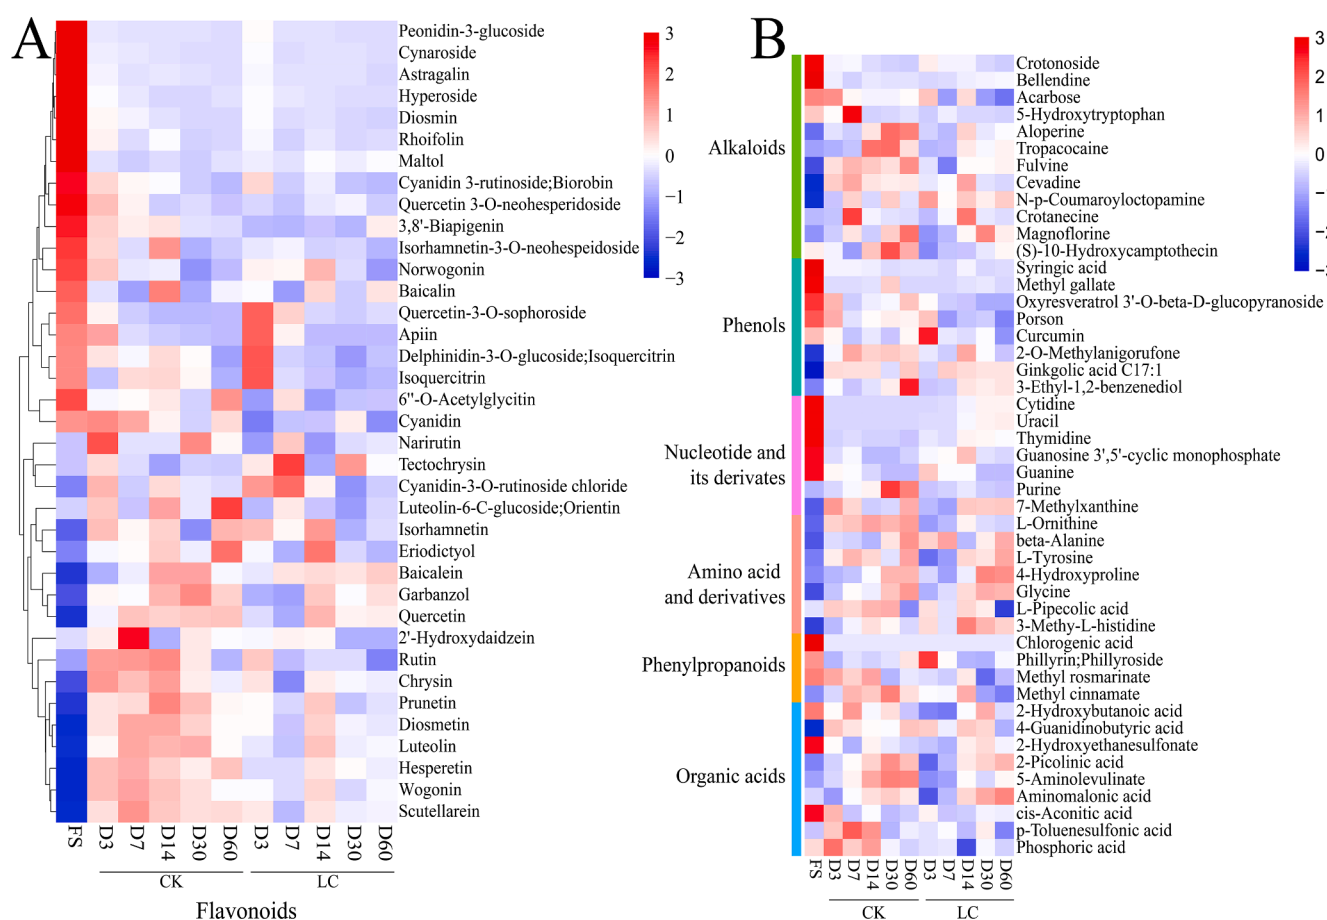 A
Peonidin-3-glucoside
Cynaroside
Astragalin
Hyperoside
Diosmin
Rhoifolin
Maltol
Cyanidin 3-rutinoside;Biorobin
Quercetin 3-O-neohesperidoside
3,8'-Biapigenin
Isorhamnetin-3-O-neohespeidoside
Norwogonin
Baicalin
Quercetin-3-O-sophoroside
Apiin
Delphinidin-3-O-glucoside;Isoquercitrin
Isoquercitrin
6''-O-Acetylglycitin
Cyanidin
Narirutin
Tectochrysin
Cyanidin-3-O-rutinoside chloride
Luteolin-6-C-glucoside;Orientin
Isorhamnetin
Eriodictyol
Baicalein
Garbanzol
Quercetin
2'-Hydroxydaidzein
Rutin
Chrysin
Prunetin
Diosmetin
Luteolin
Hesperetin
Wogonin
Scutellarein
3
2
1
0
−1
−2
−3
FS D3 D7 D14 D30 D60 D3 D7 D14 D30 D60
CK LC
Flavonoids
B
Alkaloids
Phenols
Nucleotide and
its derivates
Amino acid
and derivatives
Phenylpropanoids
Organic acids
Crotonoside
Bellendine
Acarbose
5-Hydroxytryptophan
Aloperine
Tropacocaine
Fulvine
Cevadine
N-p-Coumaroyloctopamine
Crotanecine
Magnoflorine
(S)-10-Hydroxycamptothecin
Syringic acid
Methyl gallate
Oxyresveratrol 3'-O-beta-D-glucopyranoside
Porson
Curcumin
2-O-Methylanigorufone
Ginkgolic acid C17:1
3-Ethyl-1,2-benzenediol
Cytidine
Uracil
Thymidine
Guanosine 3',5'-cyclic monophosphate
Guanine
Purine
7-Methylxanthine
L-Ornithine
beta-Alanine
L-Tyrosine
4-Hydroxyproline
Glycine
L-Pipecolic acid
3-Methy-L-histidine
Chlorogenic acid
Phillyrin;Phillyroside
Methyl rosmarinate
Methyl cinnamate
2-Hydroxybutanoic acid
4-Guanidinobutyric acid
2-Hydroxyethanesulfonate
2-Picolinic acid
5-Aminolevulinate
Aminomalonic acid
cis-Aconitic acid
p-Toluenesulfonic acid
Phosphoric acid
3
2
1
0
−1
−2
FS D3 D7 D14 D30 D60 D3 D7 D14 D30 D60
CK LC